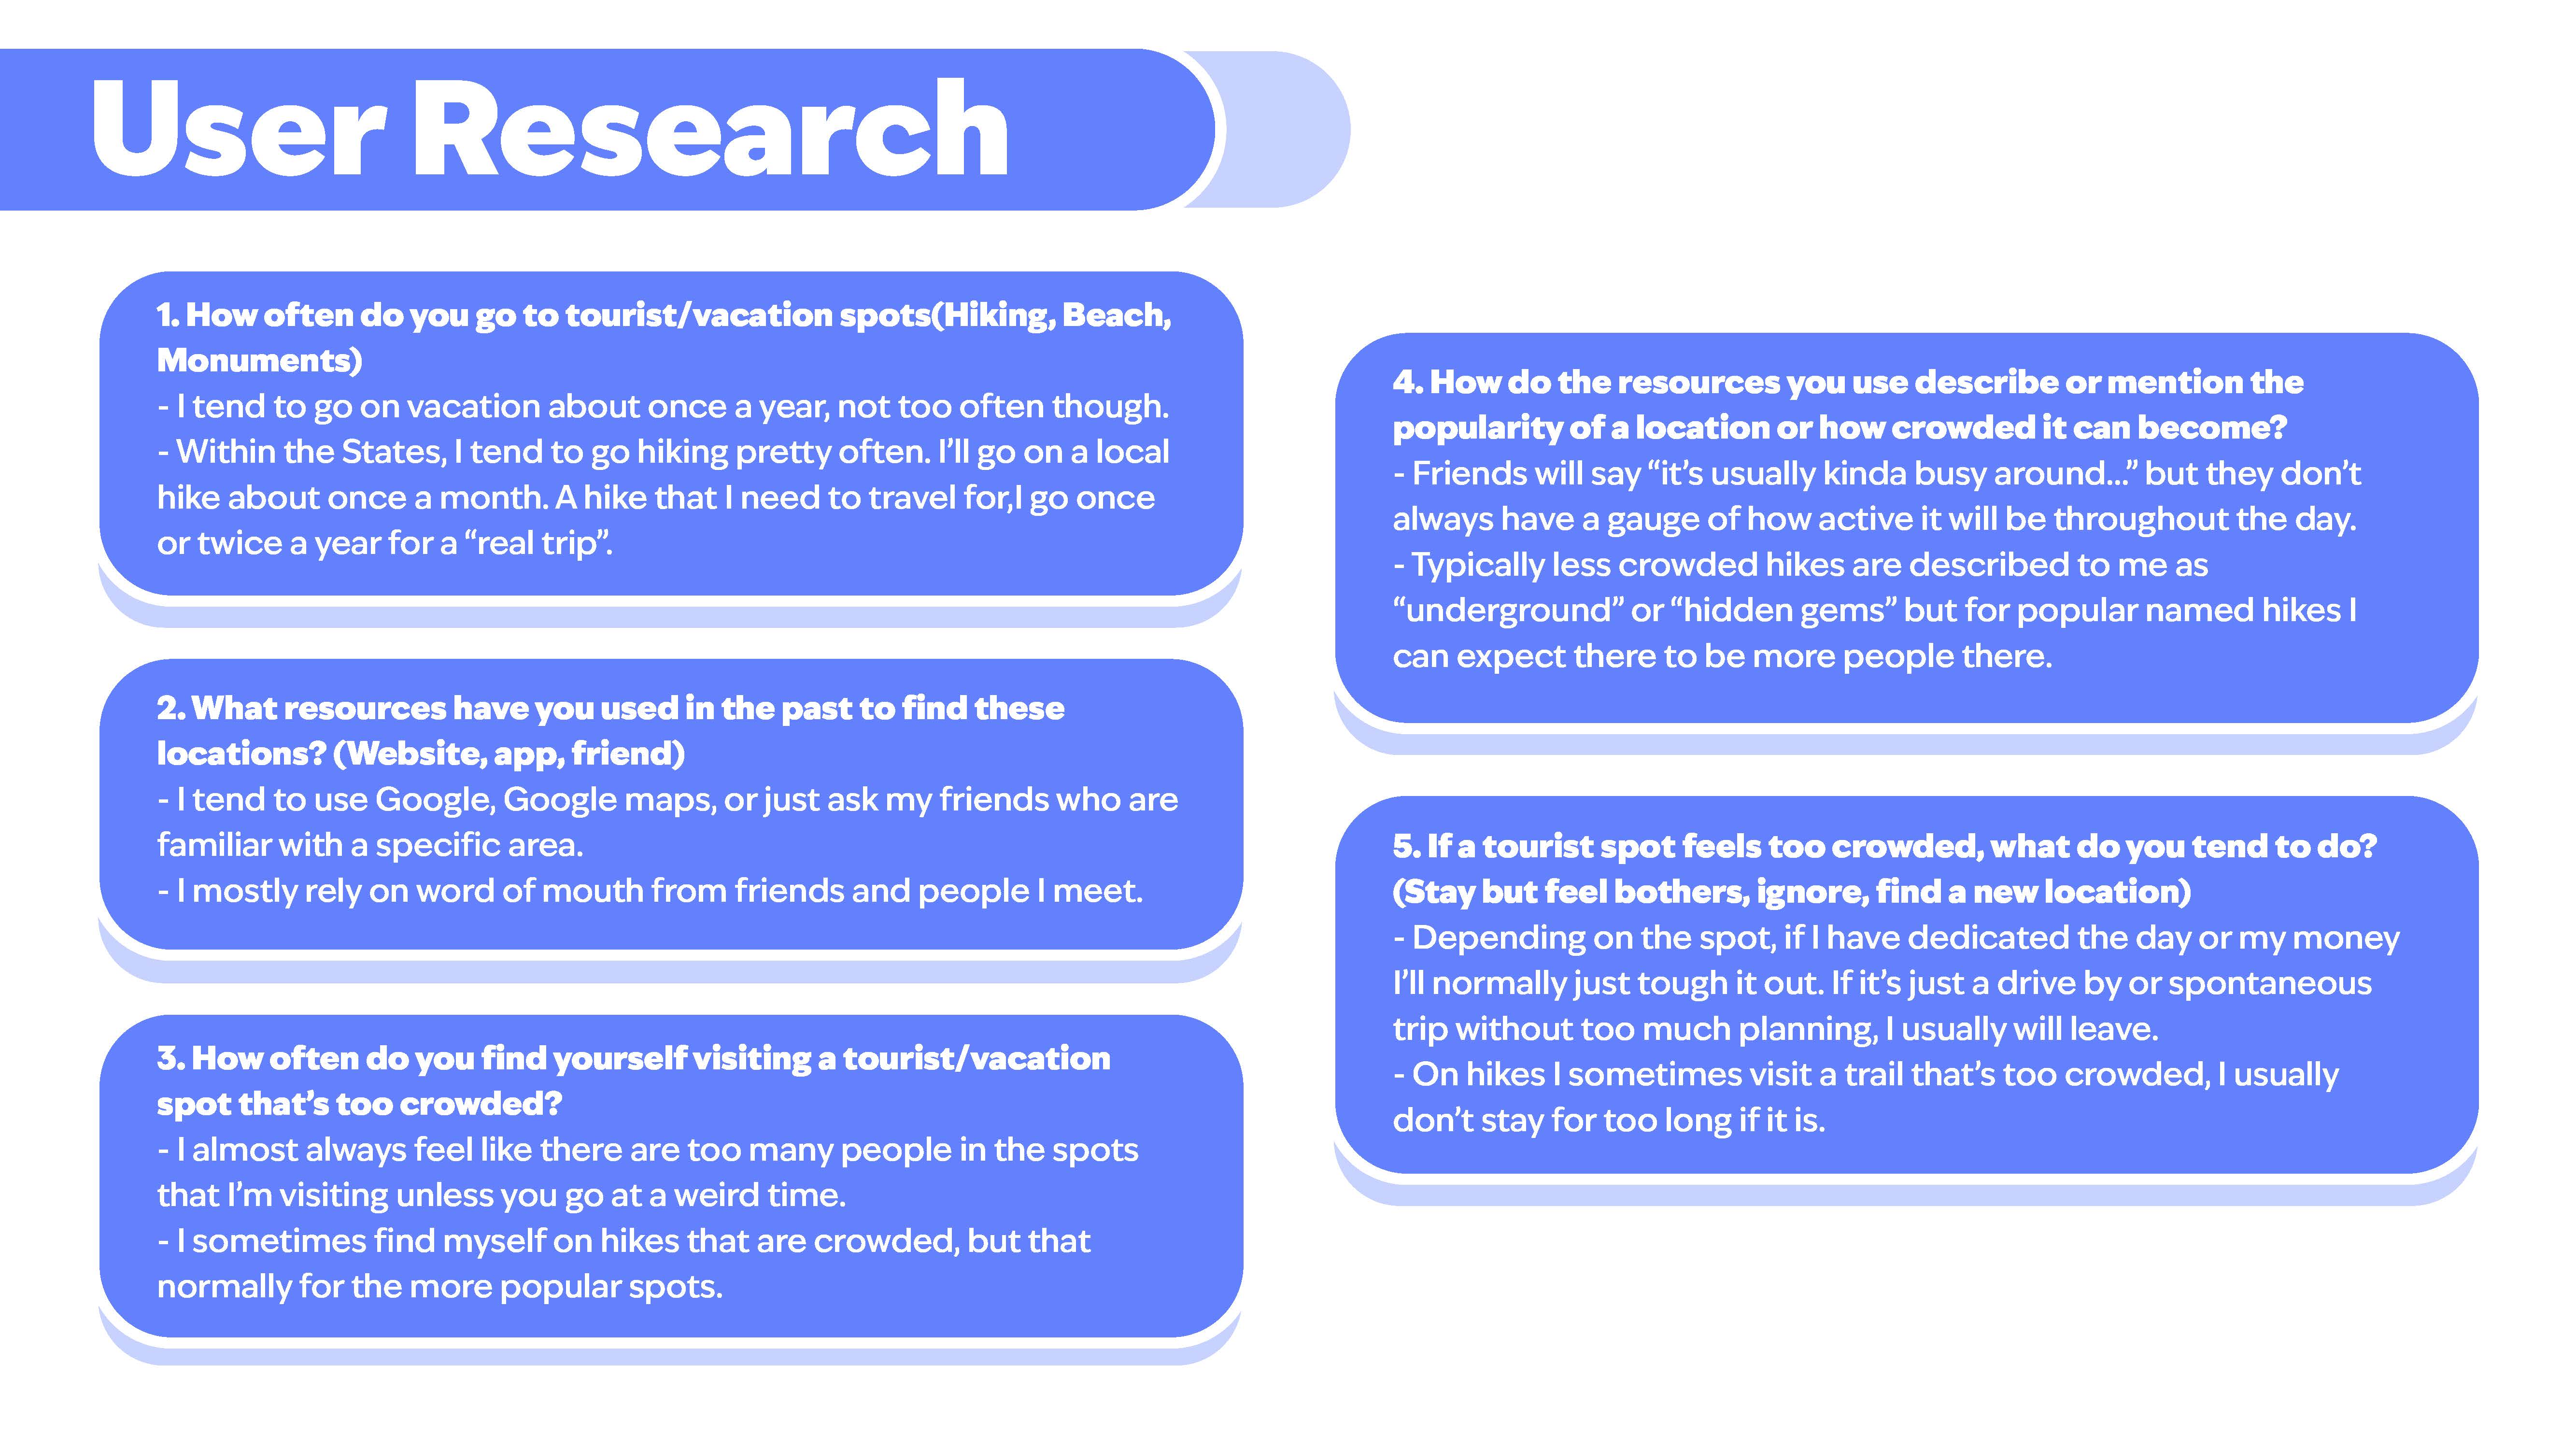 User Research
1. How often do you go to tourist/vacation spots(Hiking, Beach,
Monuments)
- I tend to go on vacation about once a year, not too often though.
- Within the States, I tend to go hiking pretty often. I’ll go on a local
hike about once a month. A hike that I need to travel for,I go once
or twice a year for a “real trip”.
2. What resources have you used in the past to find these
locations? (Website, app, friend)
- I tend to use Google, Google maps, or just ask my friends who are
familiar with a specific area.
- I mostly rely on word of mouth from friends and people I meet.
3. How often do you find yourself visiting a tourist/vacation
spot that’s too crowded?
- I almost always feel like there are too many people in the spots
that I’m visiting unless you go at a weird time.
- I sometimes find myself on hikes that are crowded, but that
normally for the more popular spots.
4. How do the resources you use describe or mention the
popularity of a location or how crowded it can become?
- Friends will say “it’s usually kinda busy around...” but they don’t
always have a gauge of how active it will be throughout the day.
- Typically less crowded hikes are described to me as
“underground” or “hidden gems” but for popular named hikes I
can expect there to be more people there.
5. If a tourist spot feels too crowded, what do you tend to do?
(Stay but feel bothers, ignore, find a new location)
- Depending on the spot, if I have dedicated the day or my money
I’ll normally just tough it out. If it’s just a drive by or spontaneous
trip without too much planning, I usually will leave.
- On hikes I sometimes visit a trail that’s too crowded, I usually
don’t stay for too long if it is.